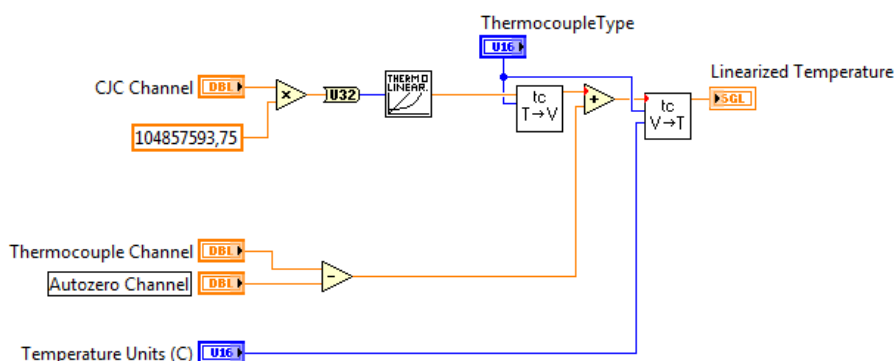 ThermocoupleType
U16
Linearized Temperature
CJC Channel
DBL
×
U32
THERMO
LINEAR.
tc
T→V
+
tc
V→T
SGL
104857593,75
Thermocouple Channel
DBL
Autozero Channel
DBL
-
Temperature Units (C)
U16